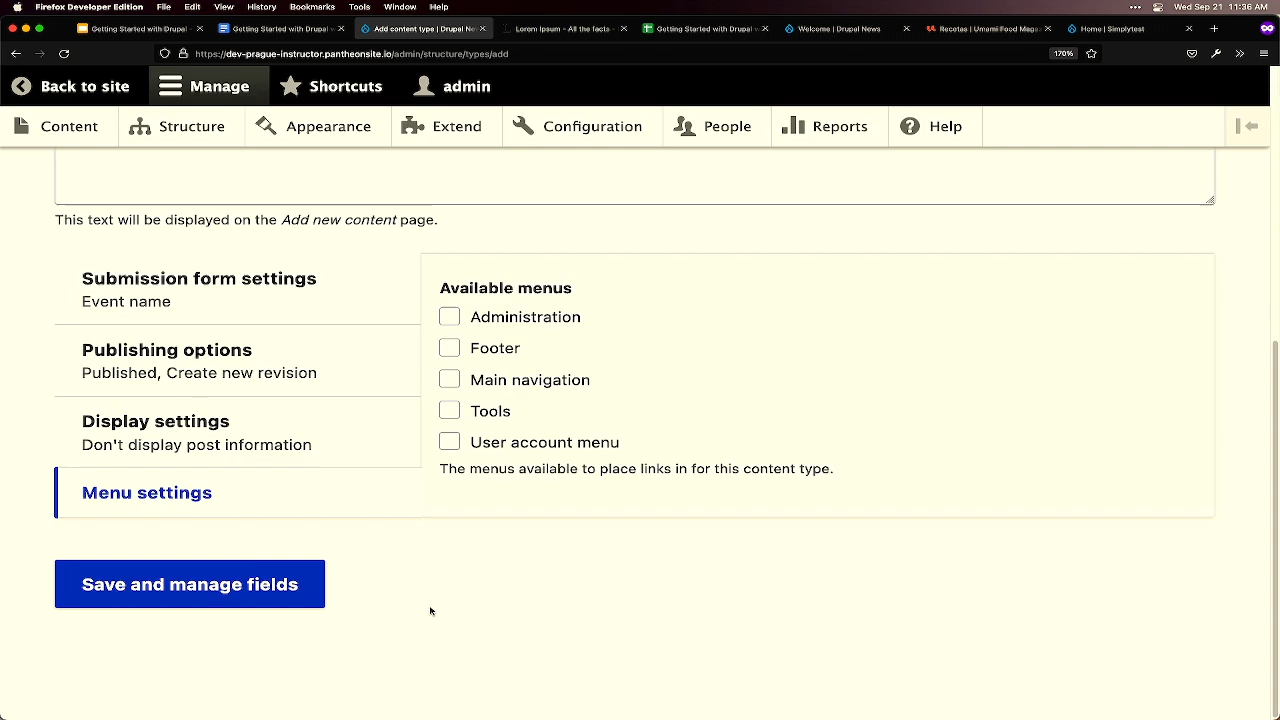 Firefox Developer Edition File Edit View History Bookmarks Tools Window Help Wed Sep 21 11:36 AM
Getting Started with Drupal - Getting Started with Drupal w Add content type | Drupal Ne Lorem Ipsum - All the facts - Getting Started with Drupal w Welcome | Drupal News Recetas | Umami Food Maga Home | Simplytest
https://dev-prague-instructor.pantheonsite.io/admin/structure/types/add 170%
Back to site Manage Shortcuts admin
Content Structure Appearance Extend Configuration People Reports Help
This text will be displayed on the Add new content page.
Submission form settings
Event name
Publishing options
Published, Create new revision
Display settings
Don't display post information
Menu settings
Available menus
Administration
Footer
Main navigation
Tools
User account menu
The menus available to place links in for this content type.
Save and manage fields